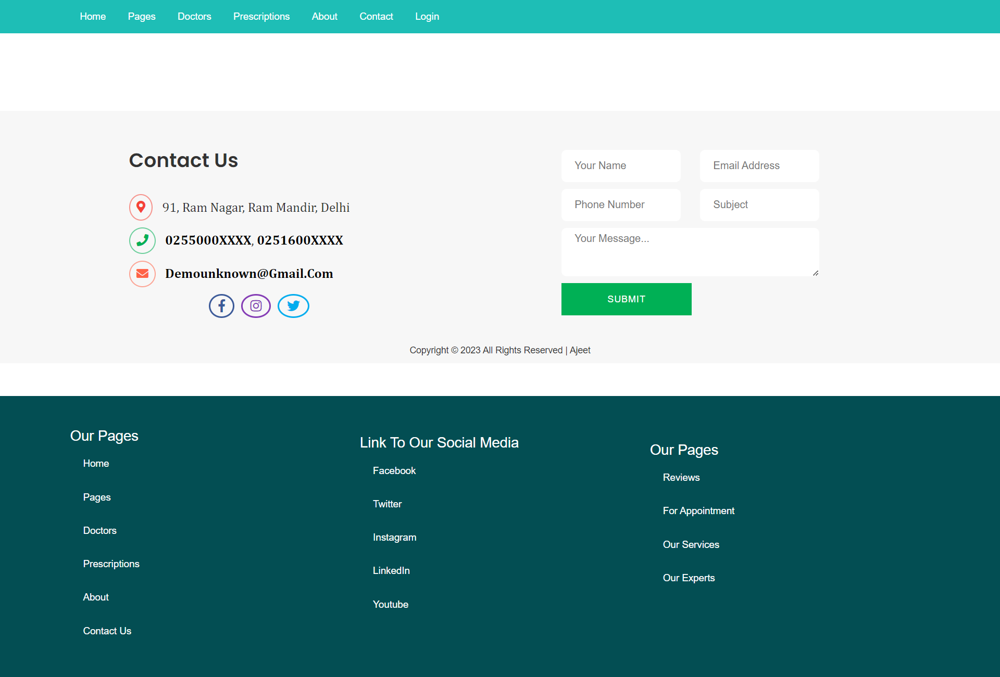 Home Pages Doctors Prescriptions About Contact Login
Contact Us
91, Ram Nagar, Ram Mandir, Delhi
0255000XXXX, 0251600XXXX
Demounknown@Gmail.Com
Your Name
Email Address
Phone Number
Subject
Your Message...
SUBMIT
Copyright © 2023 All Rights Reserved | Ajeet
Our Pages
Home
Pages
Doctors
Prescriptions
About
Contact Us
Link To Our Social Media
Facebook
Twitter
Instagram
LinkedIn
Youtube
Our Pages
Reviews
For Appointment
Our Services
Our Experts